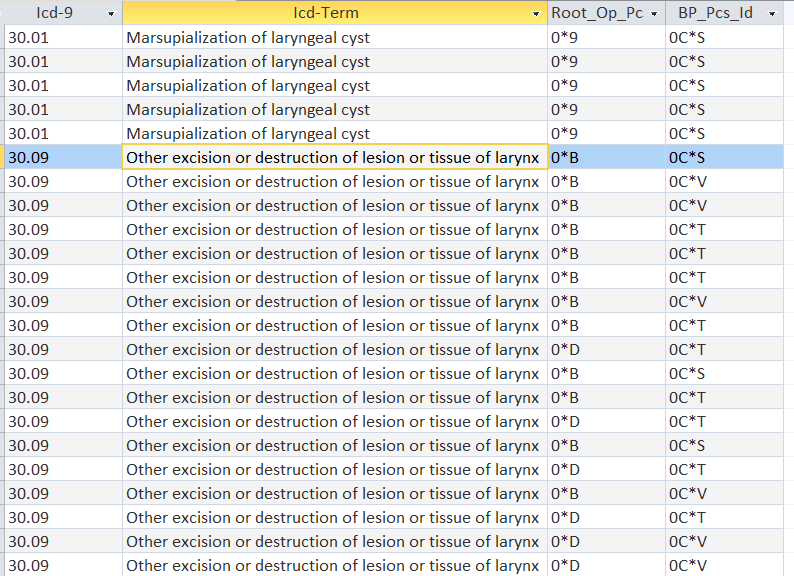 Icd-9 Icd-Term Root_Op_Pc BP_Pcs_Id
30.01 Marsupialization of laryngeal cyst 0*9 0C*S
30.01 Marsupialization of laryngeal cyst 0*9 0C*S
30.01 Marsupialization of laryngeal cyst 0*9 0C*S
30.01 Marsupialization of laryngeal cyst 0*9 0C*S
30.01 Marsupialization of laryngeal cyst 0*9 0C*S
30.09 Other excision or destruction of lesion or tissue of larynx 0*B 0C*S
30.09 Other excision or destruction of lesion or tissue of larynx 0*B 0C*V
30.09 Other excision or destruction of lesion or tissue of larynx 0*B 0C*V
30.09 Other excision or destruction of lesion or tissue of larynx 0*B 0C*T
30.09 Other excision or destruction of lesion or tissue of larynx 0*B 0C*T
30.09 Other excision or destruction of lesion or tissue of larynx 0*B 0C*T
30.09 Other excision or destruction of lesion or tissue of larynx 0*B 0C*V
30.09 Other excision or destruction of lesion or tissue of larynx 0*B 0C*T
30.09 Other excision or destruction of lesion or tissue of larynx 0*D 0C*T
30.09 Other excision or destruction of lesion or tissue of larynx 0*B 0C*S
30.09 Other excision or destruction of lesion or tissue of larynx 0*B 0C*T
30.09 Other excision or destruction of lesion or tissue of larynx 0*D 0C*T
30.09 Other excision or destruction of lesion or tissue of larynx 0*B 0C*S
30.09 Other excision or destruction of lesion or tissue of larynx 0*D 0C*T
30.09 Other excision or destruction of lesion or tissue of larynx 0*B 0C*V
30.09 Other excision or destruction of lesion or tissue of larynx 0*D 0C*T
30.09 Other excision or destruction of lesion or tissue of larynx 0*D 0C*V
30.09 Other excision or destruction of lesion or tissue of larynx 0*D 0C*V